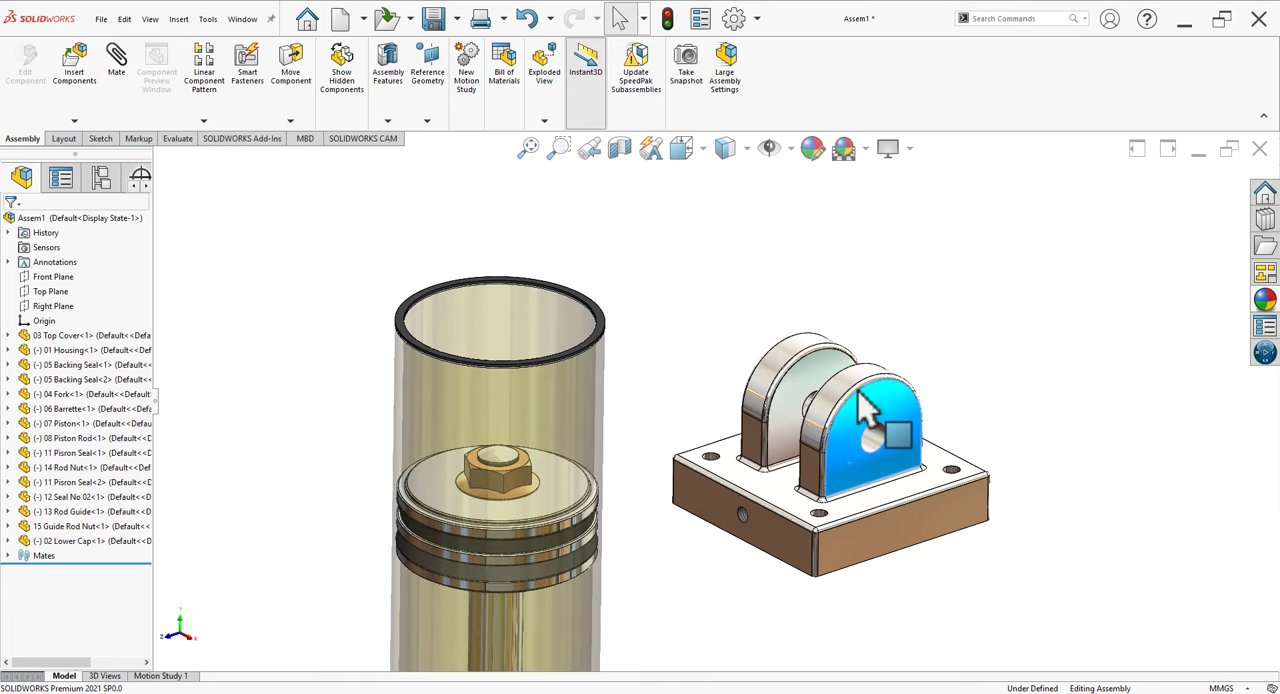 SOLIDWORKS File Edit View Insert Tools Window Assem1 * Search Commands
Edit Component
Insert Components
Mate
Component Preview Window
Linear Component Pattern
Smart Fasteners
Move Component
Show Hidden Components
Assembly Features
Reference Geometry
New Motion Study
Bill of Materials
Exploded View
Instant3D
Update SpeedPak Subassemblies
Take Snapshot
Large Assembly Settings
Assembly Layout Sketch Markup Evaluate SOLIDWORKS Add-Ins MBD SOLIDWORKS CAM
Assem1 (Default<Display State-1>)
History
Sensors
Annotations
Front Plane
Top Plane
Right Plane
Origin
03 Top Cover<1> (Default<<Defa
(-) 01 Housing<1> (Default<<Def
(-) 05 Backing Seal<1> (Default<
(-) 05 Backing Seal<2> (Default<
(-) 04 Fork<1> (Default<<Default
(-) 06 Barrette<1> (Default<<Defa
(-) 07 Piston<1> (Default<<Defau
(-) 08 Piston Rod<1> (Default<<D
(-) 11 Pisron Seal<1> (Default<<D
(-) 14 Rod Nut<1> (Default<<Def
(-) 11 Pisron Seal<2> (Default<<D
(-) 12 Seal No 02<1> (Default<<D
(-) 13 Rod Guide<1> (Default<<D
15 Guide Rod Nut<1> (Default<<D
(-) 02 Lower Cap<1> (Default<<D
Mates
Y
Z X
Model 3D Views Motion Study 1
SOLIDWORKS Premium 2021 SP0.0 Under Defined Editing Assembly MMGS